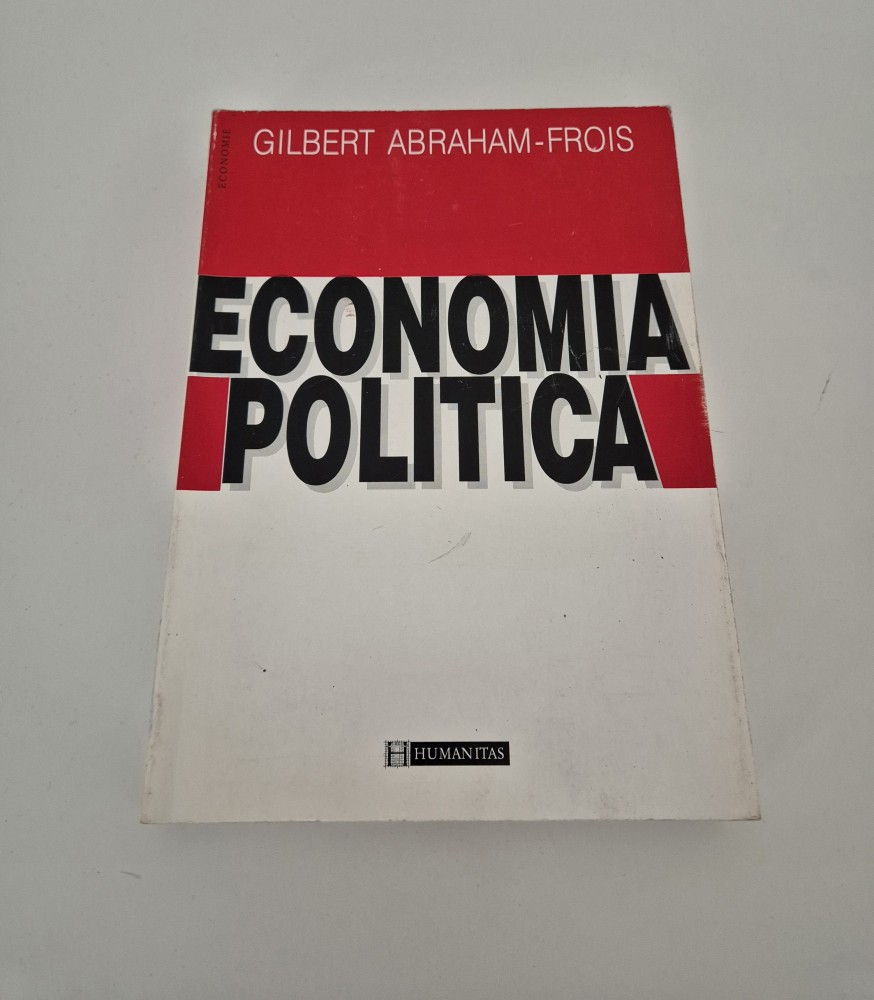 ECONOMIE
GILBERT ABRAHAM-FROIS
ECONOMIA
POLITICA
H HUMANITAS